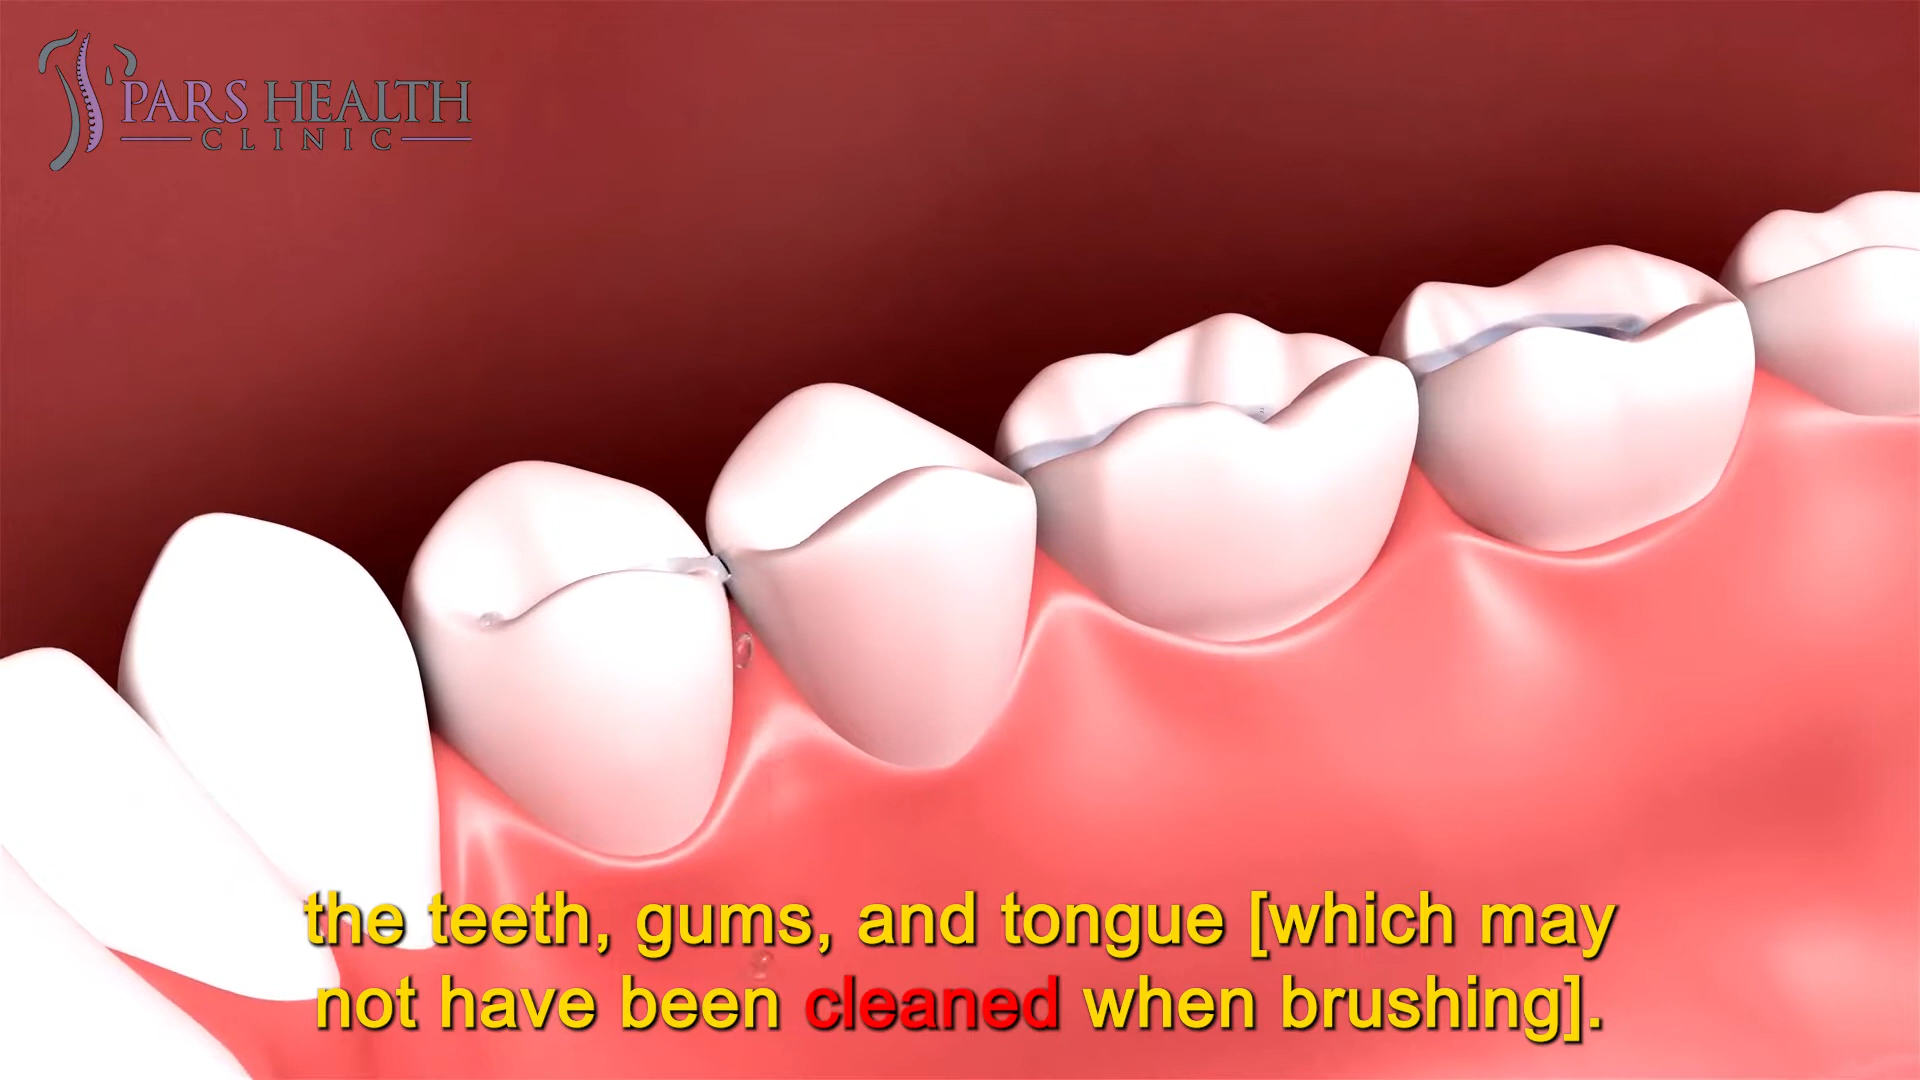 PARS HEALTH
CLINIC
the teeth, gums, and tongue [which may
not have been cleaned when brushing].